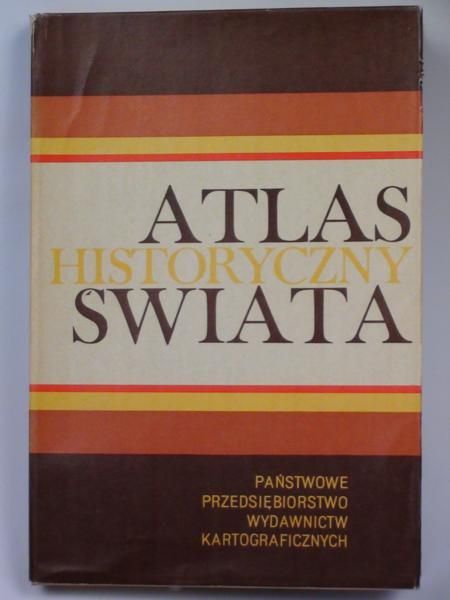 ATLAS
HISTORYCZNY
ŚWIATA
PAŃSTWOWE
PRZEDSIĘBIORSTWO
WYDAWNICTW
KARTOGRAFICZNYCH